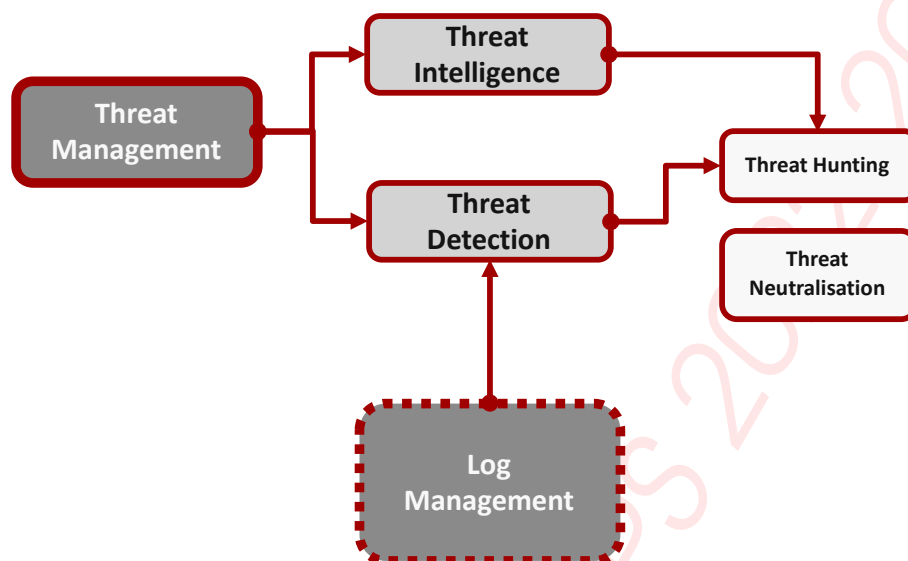 Threat
Intelligence
Threat
Management
Threat Hunting
Threat
Detection
Threat
Neutralisation
Log
Management